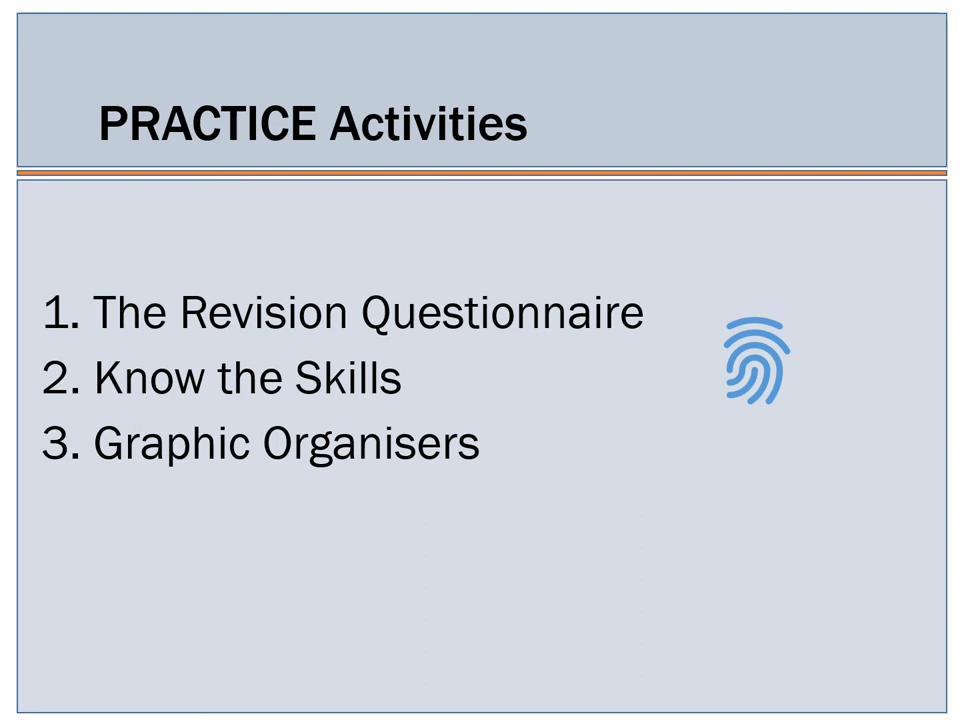 PRACTICE Activities
1. The Revision Questionnaire
2. Know the Skills
3. Graphic Organisers